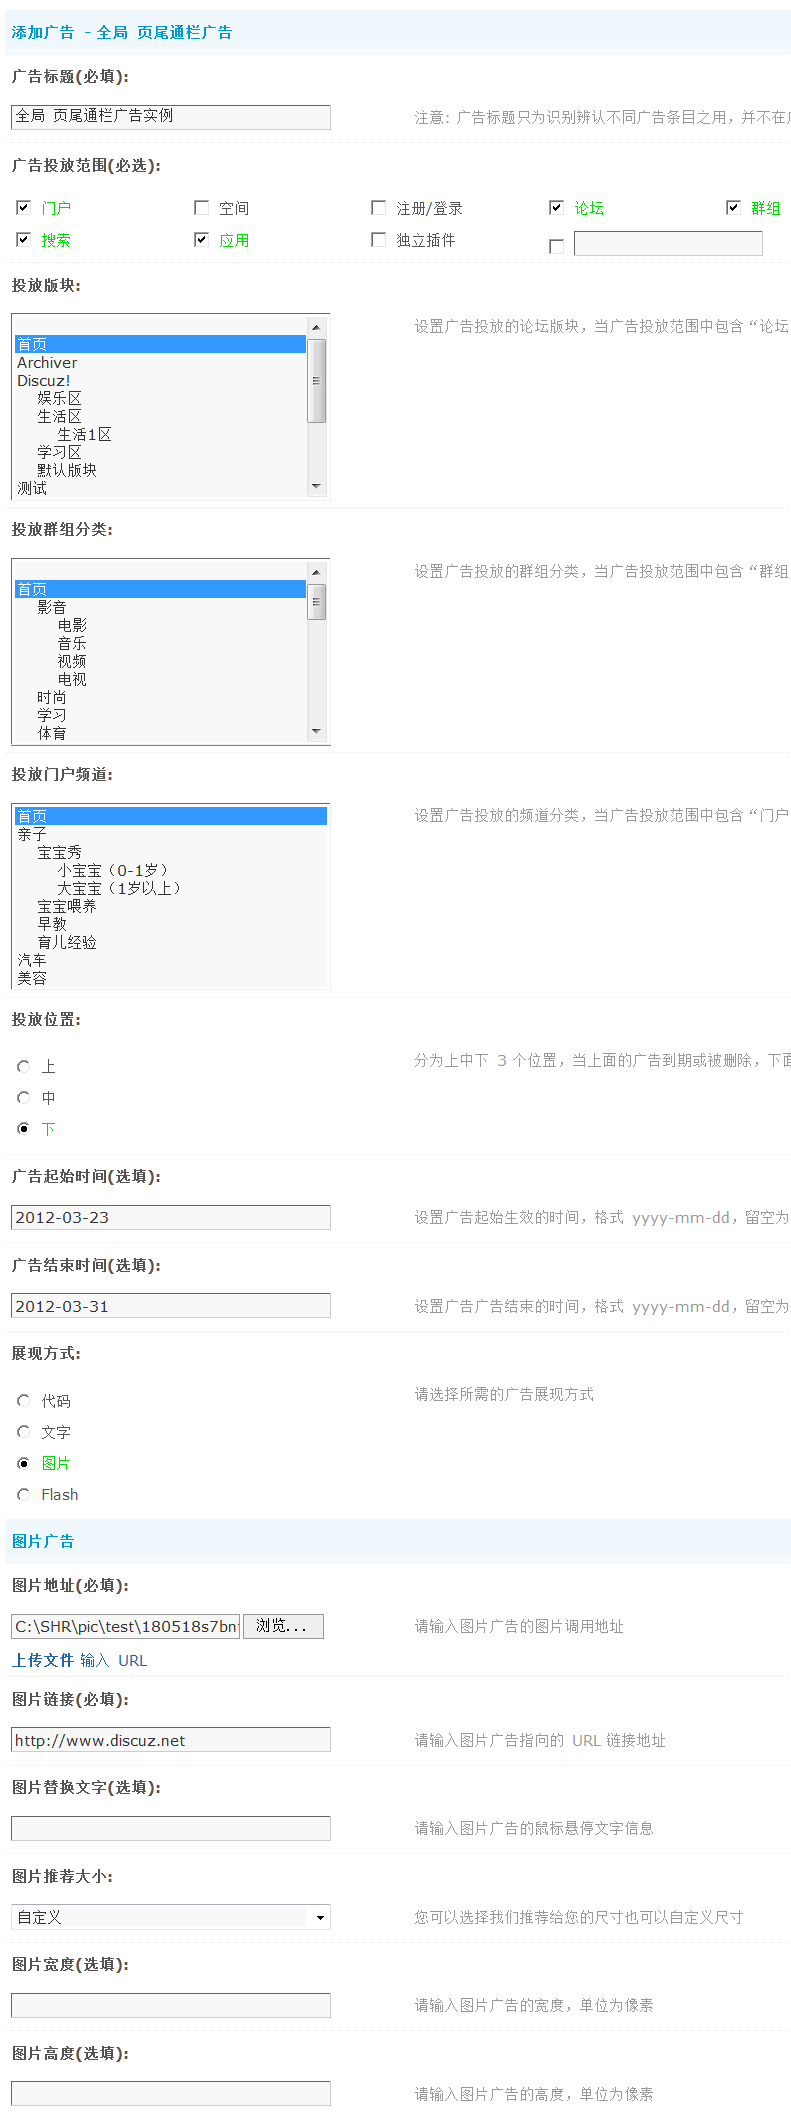 添加广告 - 全局 页尾通栏广告
广告标题(必填):
全局 页尾通栏广告实例
注意: 广告标题只为识别辨认不同广告条目之用，并不在
广告投放范围(必选):
门户 空间 注册/登录 论坛 群组
搜索 应用 独立插件
投放版块:
设置广告投放的论坛版块，当广告投放范围中包含“论坛
首页
Archiver
Discuz!
娱乐区
生活区
生活1区
学习区
默认版块
测试
投放群组分类:
设置广告投放的群组分类，当广告投放范围中包含“群组
首页
影音
电影
音乐
视频
电视
时尚
学习
体育
投放门户频道:
设置广告投放的频道分类，当广告投放范围中包含“门户
首页
亲子
宝宝秀
小宝宝（0-1岁）
大宝宝（1岁以上）
宝宝喂养
早教
育儿经验
汽车
美容
投放位置:
分为上中下 3 个位置，当上面的广告到期或被删除，下面
上
中
下
广告起始时间(选填):
2012-03-23
设置广告起始生效的时间，格式 yyyy-mm-dd，留空为
广告结束时间(选填):
2012-03-31
设置广告广告结束的时间，格式 yyyy-mm-dd，留空为
展现方式:
请选择所需的广告展现方式
代码
文字
图片
Flash
图片广告
图片地址(必填):
C:\SHR\pic\test\180518s7bn 浏览...
请输入图片广告的图片调用地址
上传文件 输入 URL
图片链接(必填):
http://www.discuz.net
请输入图片广告指向的 URL 链接地址
图片替换文字(选填):
请输入图片广告的鼠标悬停文字信息
图片推荐大小:
自定义
您可以选择我们推荐给您的尺寸也可以自定义尺寸
图片宽度(选填):
请输入图片广告的宽度，单位为像素
图片高度(选填):
请输入图片广告的高度，单位为像素